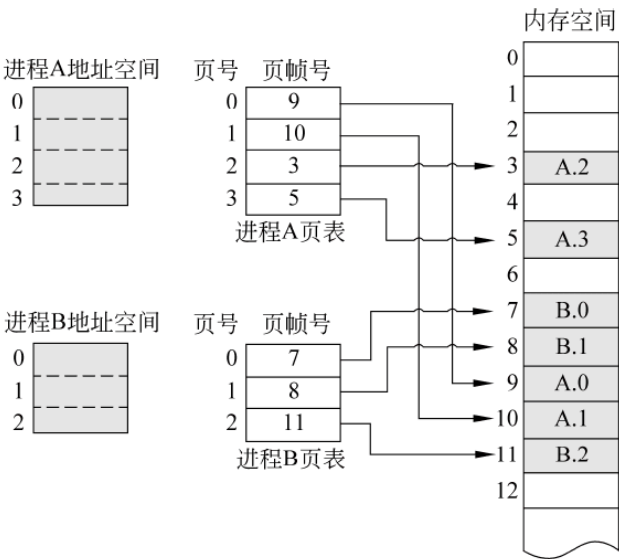 内存空间
进程A地址空间 页号 页帧号
0
1
2
3
0 9
1 10
2 3
3 5
进程A页表
进程B地址空间 页号 页帧号
0
1
2
0 7
1 8
2 11
进程B页表
0
1
2
3 A.2
4
5 A.3
6
7 B.0
8 B.1
9 A.0
10 A.1
11 B.2
12